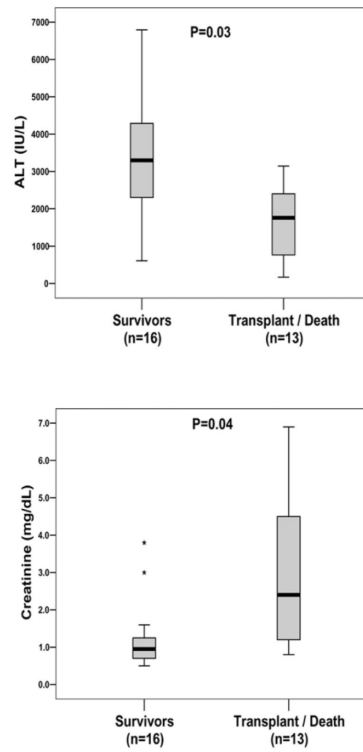 P=0.03
ALT (IU/L)
7000
6000
5000
4000
3000
2000
1000
0
Survivors
(n=16)
Transplant / Death
(n=13)
P=0.04
Creatinine (mg/dL)
7.0
6.0
5.0
4.0
3.0
2.0
1.0
0.0
*
*
Survivors
(n=16)
Transplant / Death
(n=13)